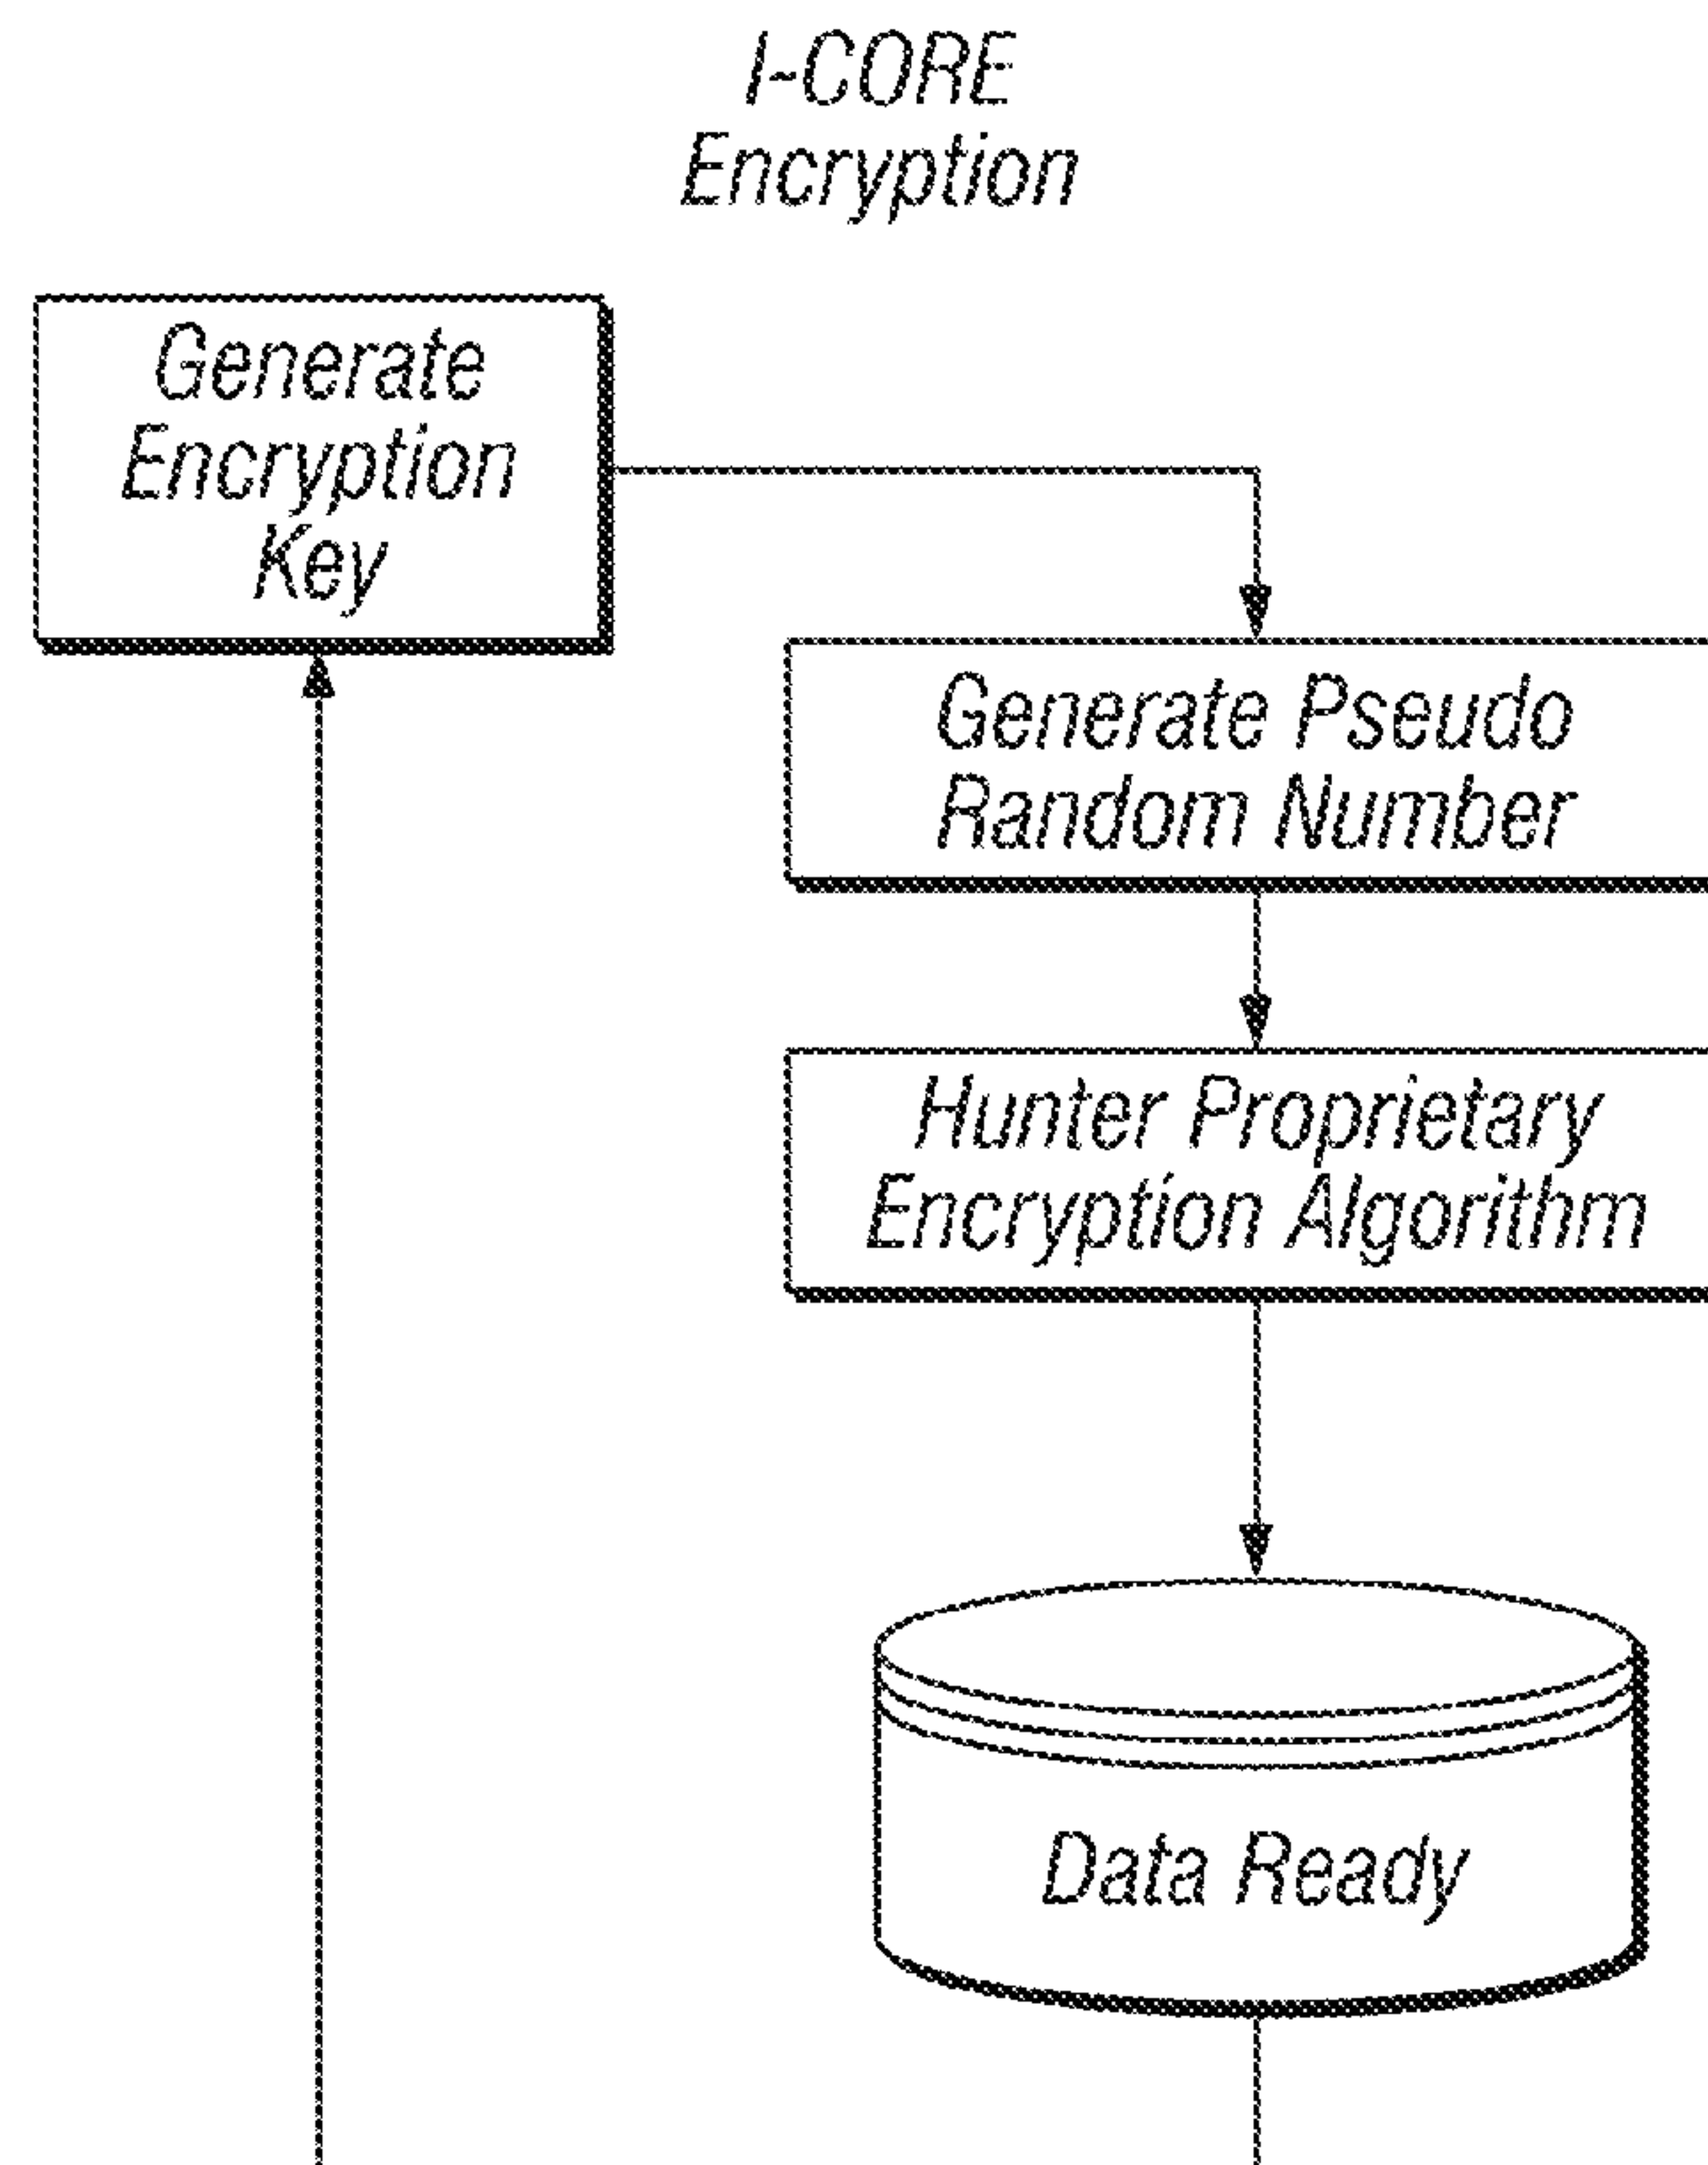 I-CORE
Encryption
Generate
Encryption
Key
Generate Pseudo
Random Number
Hunter Proprietary
Encryption Algorithm
Data Ready